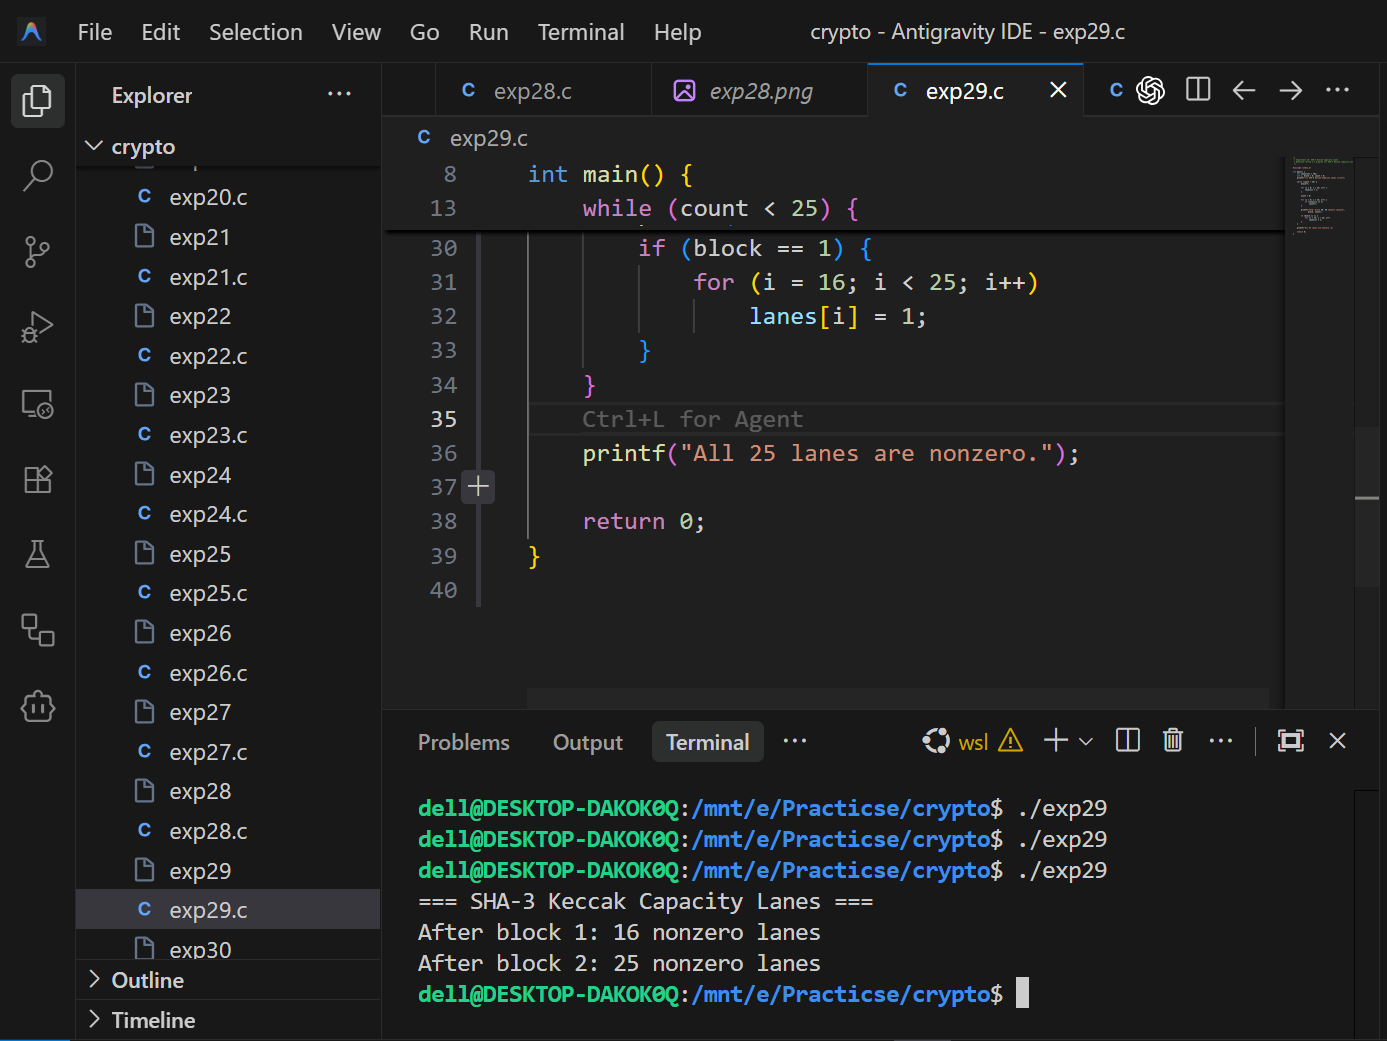 File Edit Selection View Go Run Terminal Help crypto - Antigravity IDE - exp29.c
Explorer ···
crypto
exp20.c
exp21
exp21.c
exp22
exp22.c
exp23
exp23.c
exp24
exp24.c
exp25
exp25.c
exp26
exp26.c
exp27
exp27.c
exp28
exp28.c
exp29
exp29.c
exp30
Outline
Timeline
C exp28.c exp28.png C exp29.c C
C exp29.c
8 int main() {
13 while (count < 25) {
30 if (block == 1) {
31 for (i = 16; i < 25; i++)
32 lanes[i] = 1;
33 }
34 }
35 Ctrl+L for Agent
36 printf("All 25 lanes are nonzero.");
37
38 return 0;
39 }
40
Problems Output Terminal ··· wsl
dell@DESKTOP-DAKOK0Q:/mnt/e/Practicse/crypto$ ./exp29
dell@DESKTOP-DAKOK0Q:/mnt/e/Practicse/crypto$ ./exp29
dell@DESKTOP-DAKOK0Q:/mnt/e/Practicse/crypto$ ./exp29
=== SHA-3 Keccak Capacity Lanes ===
After block 1: 16 nonzero lanes
After block 2: 25 nonzero lanes
dell@DESKTOP-DAKOK0Q:/mnt/e/Practicse/crypto$